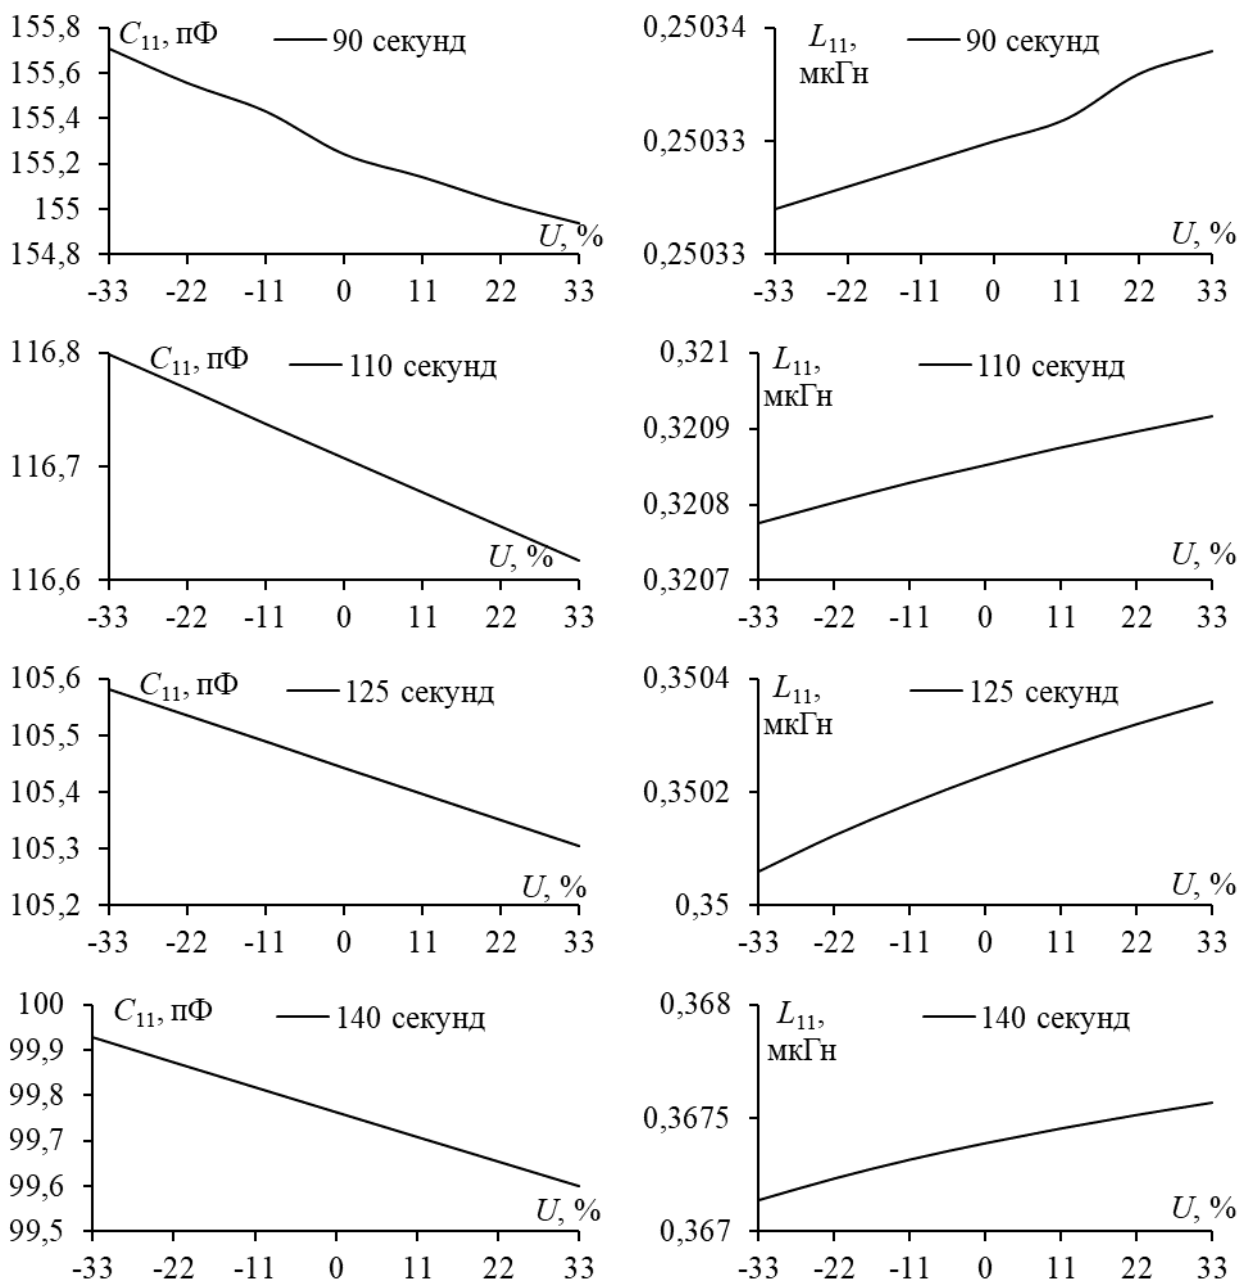 155,8
C11, пФ
90 секунд
155,6
155,4
155,2
155
154,8
U, %
-33 -22 -11 0 11 22 33
0,25034
L11,
мкГн
90 секунд
0,25033
0,25033
U, %
-33 -22 -11 0 11 22 33
116,8
C11, пФ
110 секунд
116,7
116,6
U, %
-33 -22 -11 0 11 22 33
0,321
L11,
мкГн
110 секунд
0,3209
0,3208
0,3207
U, %
-33 -22 -11 0 11 22 33
105,6
C11, пФ
125 секунд
105,5
105,4
105,3
105,2
U, %
-33 -22 -11 0 11 22 33
0,3504
L11,
мкГн
125 секунд
0,3502
0,35
U, %
-33 -22 -11 0 11 22 33
100
C11, пФ
140 секунд
99,9
99,8
99,7
99,6
99,5
U, %
-33 -22 -11 0 11 22 33
0,368
L11,
мкГн
140 секунд
0,3675
0,367
U, %
-33 -22 -11 0 11 22 33